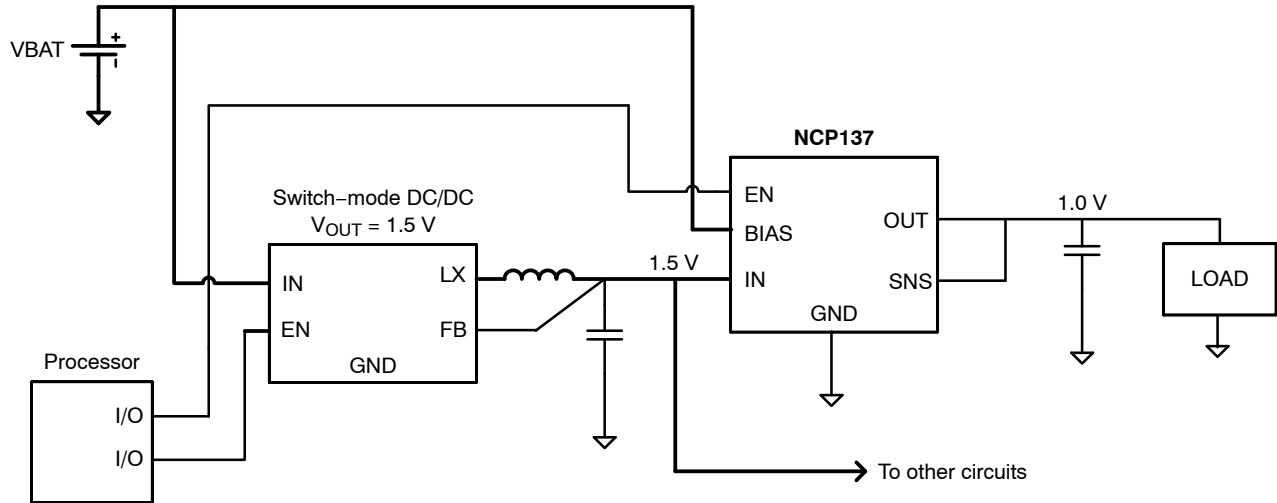 VBAT
+
NCP137
Switch−mode DC/DC
VOUT = 1.5 V
EN
BIAS
IN
GND
OUT
SNS
1.0 V
LOAD
1.5 V
IN
EN
LX
FB
GND
Processor
I/O
I/O
To other circuits